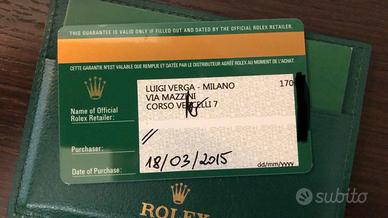 THIS GUARANTEE IS VALID ONLY IF FILLED OUT AND DATED BY THE OFFICIAL ROLEX RETAILER.
CETTE GARANTIE N'EST VALABLE QUE REMPLIE ET DATÉE PAR LE DISTRIBUTEUR AGRÉÉ ROLEX AU MOMENT DE L'ACHAT.
LUIGI VERGA - MILANO 170
VIA MAZZINI
CORSO VERCELLI 7
Name of Official
Rolex Retailer:
Purchaser: //
Date of Purchase: 18/03/2015
dd/mm/yyyy
ROLEX
subito